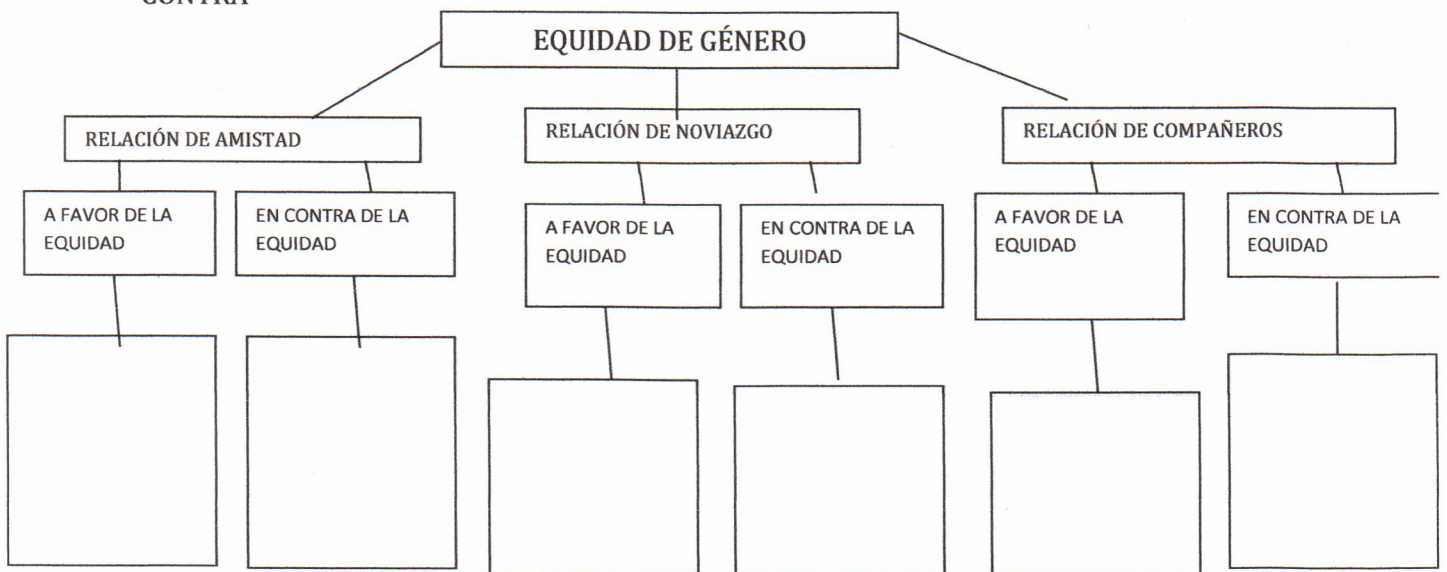 CONTRA
EQUIDAD DE GÉNERO
RELACIÓN DE AMISTAD
RELACIÓN DE NOVIAZGO
RELACIÓN DE COMPAÑEROS
A FAVOR DE LA
EQUIDAD
EN CONTRA DE LA
EQUIDAD
A FAVOR DE LA
EQUIDAD
EN CONTRA DE LA
EQUIDAD
A FAVOR DE LA
EQUIDAD
EN CONTRA DE LA
EQUIDAD